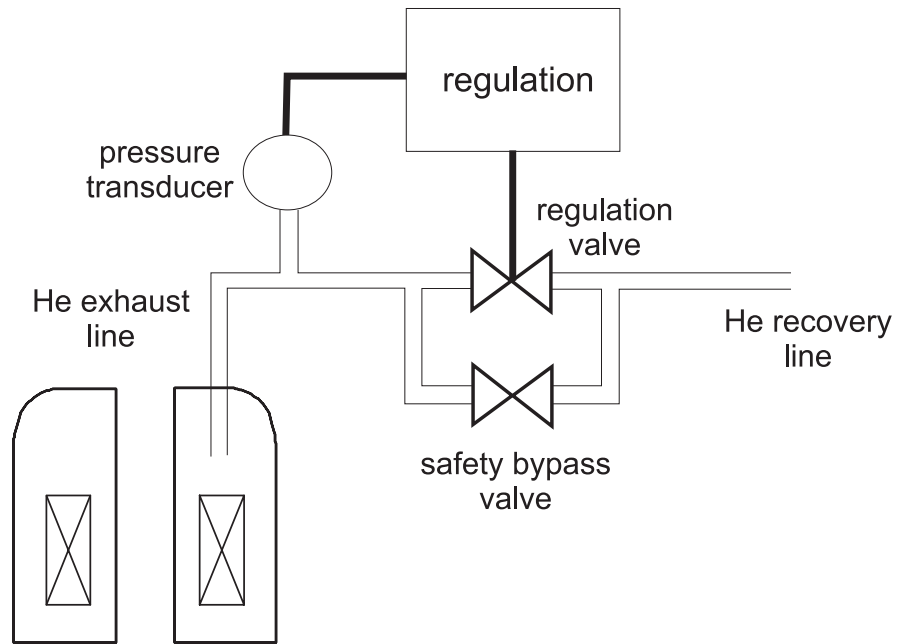 regulation
pressure
transducer
regulation
valve
He exhaust
line
He recovery
line
safety bypass
valve